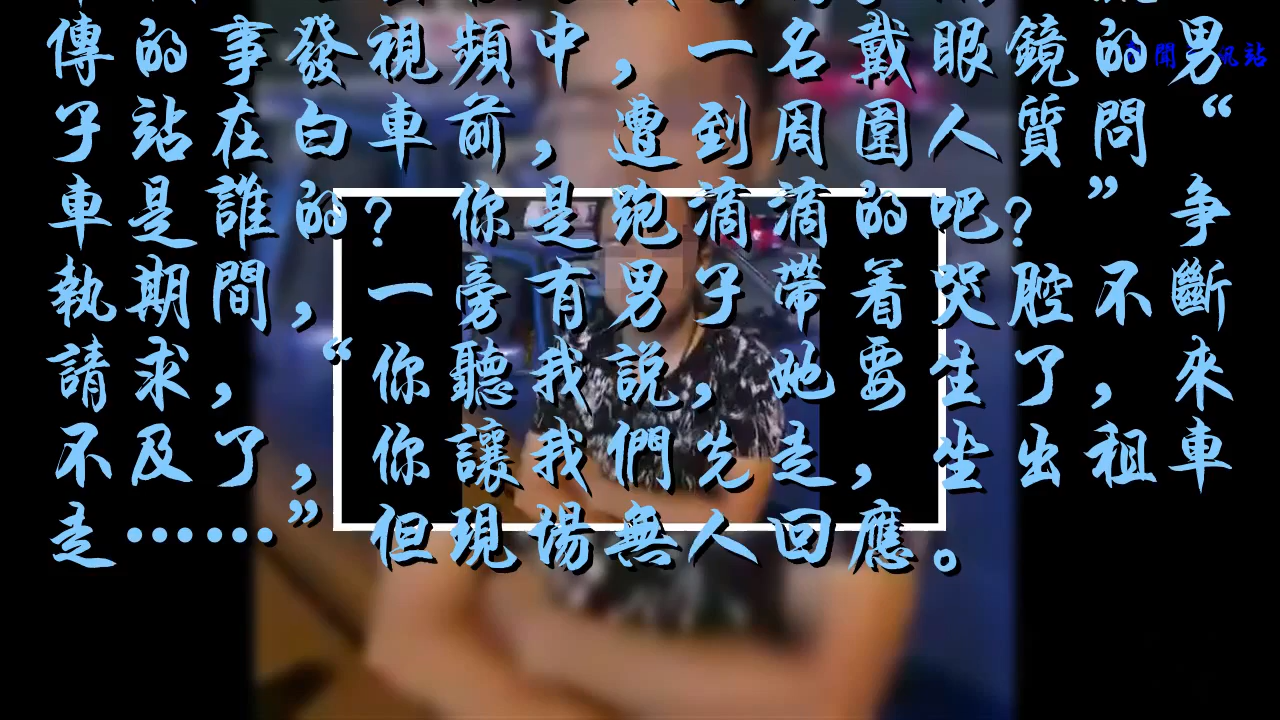 傳的事發視頻中，一名戴眼鏡的男
子站在白車前，遭到周圍人質問“
車是誰的？你是跑滴滴的吧？”爭
執期間，一旁有男子帶着哭腔不斷
請求，“你聽我說，她要生了，來
不及了，你讓我們先走，坐出租車
走……”但現場無人回應。